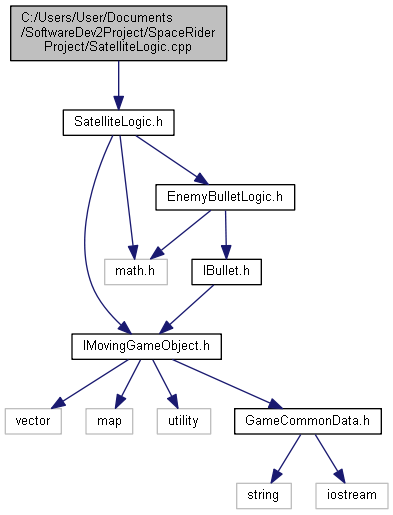 C:/Users/User/Documents
/SoftwareDev2Project/SpaceRider
Project/SatelliteLogic.cpp
SatelliteLogic.h
EnemyBulletLogic.h
math.h
IBullet.h
IMovingGameObject.h
vector
map
utility
GameCommonData.h
string
iostream